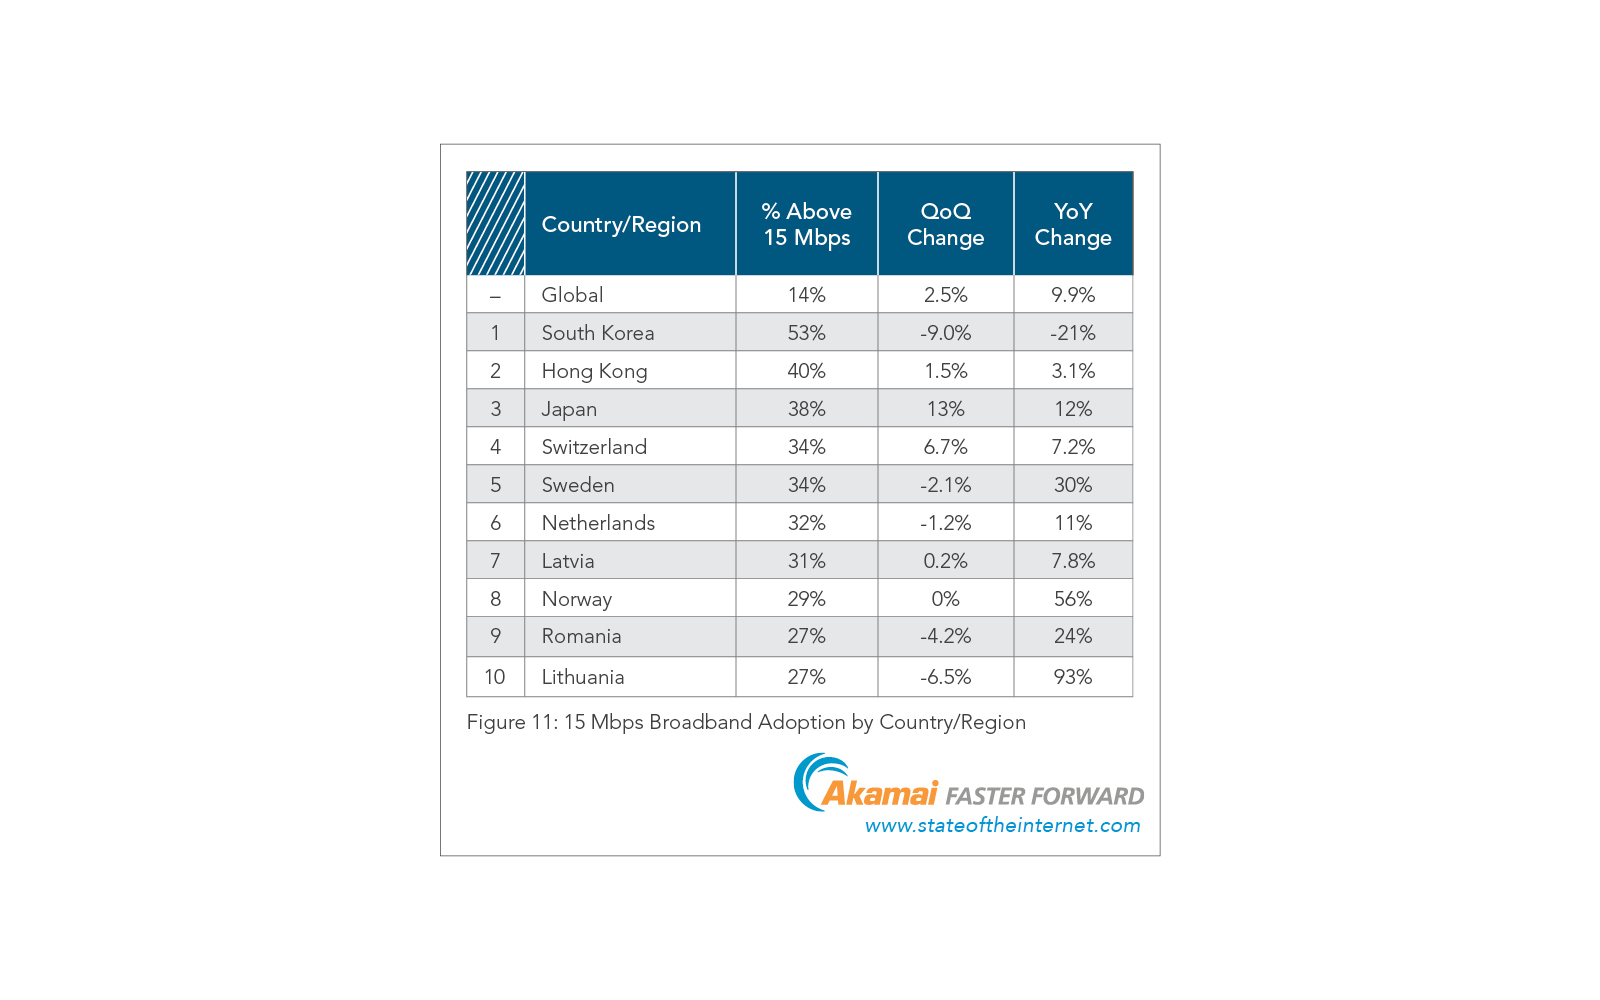 Country/Region % Above 15 Mbps QoQ Change YoY Change
– Global 14% 2.5% 9.9%
1 South Korea 53% -9.0% -21%
2 Hong Kong 40% 1.5% 3.1%
3 Japan 38% 13% 12%
4 Switzerland 34% 6.7% 7.2%
5 Sweden 34% -2.1% 30%
6 Netherlands 32% -1.2% 11%
7 Latvia 31% 0.2% 7.8%
8 Norway 29% 0% 56%
9 Romania 27% -4.2% 24%
10 Lithuania 27% -6.5% 93%
Figure 11: 15 Mbps Broadband Adoption by Country/Region
Akamai FASTER FORWARD
www.stateoftheinternet.com